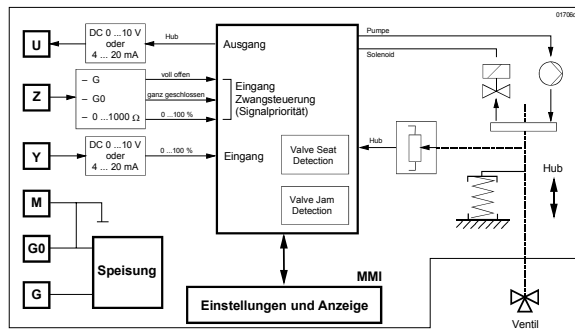 01706d
U
DC 0 ...10 V
oder
4 ... 20 mA
Hub
Ausgang
Pumpe
Solenoid
Z
– G
– G0
– 0...1000 Ω
voll offen
ganz geschlossen
0...100 %
Eingang
Zwangsteuerung
(Signalpriorität)
Y
DC 0 ...10 V
oder
4 ... 20 mA
0 ...100 %
Eingang
Valve Seat
Detection
Valve Jam
Detection
Hub
Hub
M
G0
G
Speisung
MMI
Einstellungen und Anzeige
Ventil